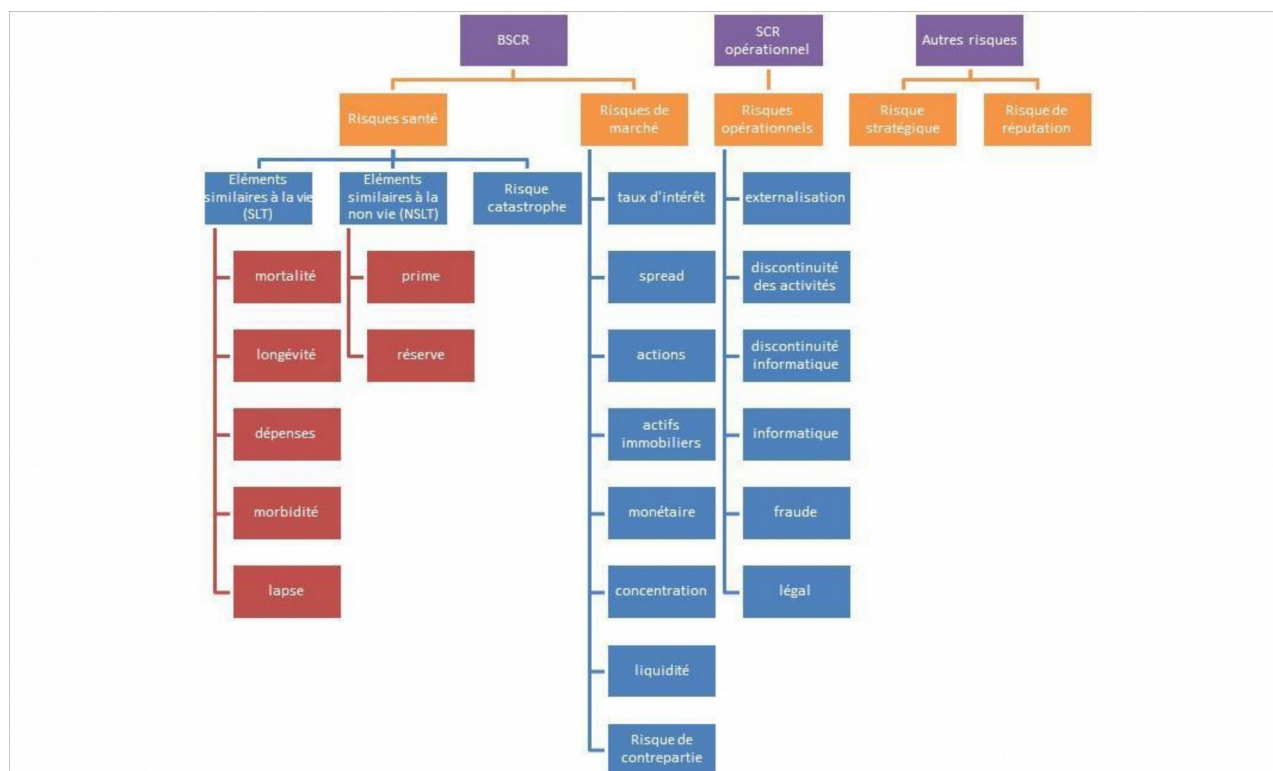 BSCR
SCR
opérationnel
Autres risques
Risques santé
Risques de
marché
Risques
opérationnels
Risque
stratégique
Risque de
réputation
Eléments
similaires à la vie
(SLT)
Eléments
similaires à la
non vie (NSLT)
Risque
catastrophe
taux d'intérêt
externalisation
mortalité
prime
spread
discontinuité
des activités
longévité
réserve
actions
discontinuité
informatique
dépenses
actifs
immobiliers
informatique
morbidité
monétaire
fraude
lapse
concentration
légal
liquidité
Risque de
contrepartie